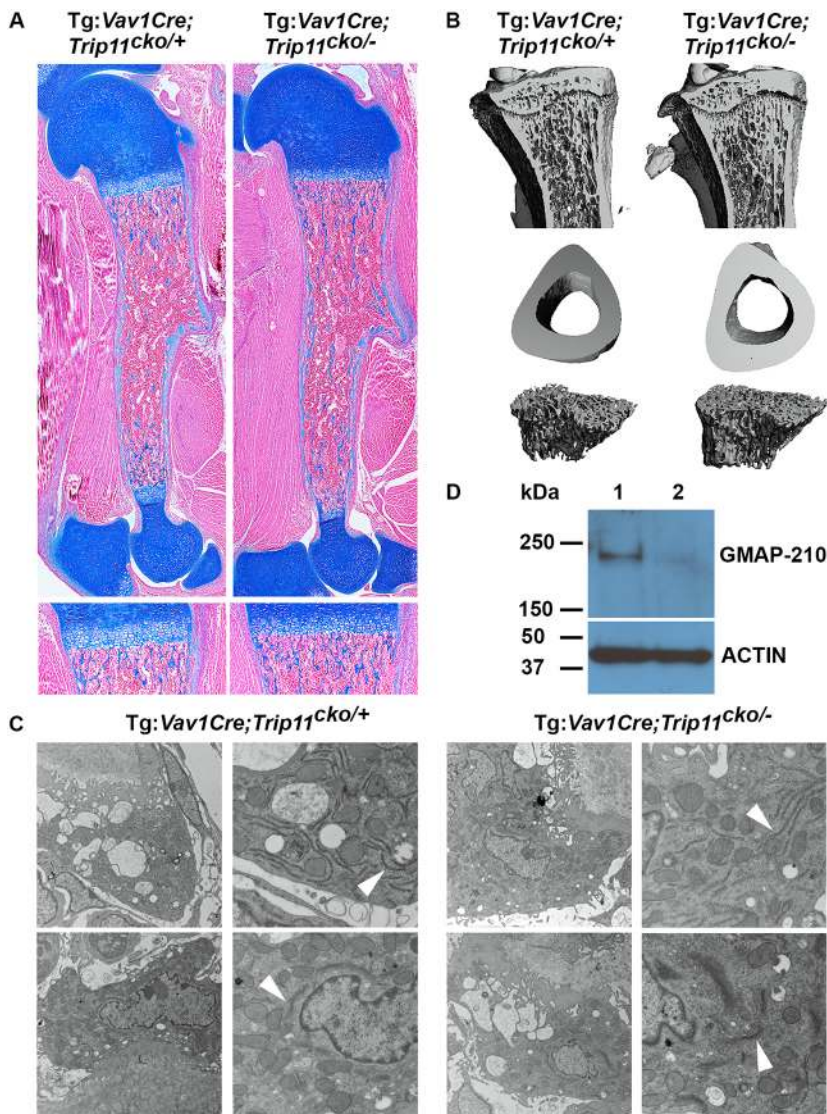 A
Tg:Vav1Cre;
Trip11cko/+
Tg:Vav1Cre;
Trip11cko/-
B
Tg:Vav1Cre;
Trip11cko/+
Tg:Vav1Cre;
Trip11cko/-
D
kDa
1
2
250
GMAP-210
150
50
ACTIN
37
C
Tg:Vav1Cre;Trip11cko/+
Tg:Vav1Cre;Trip11cko/-